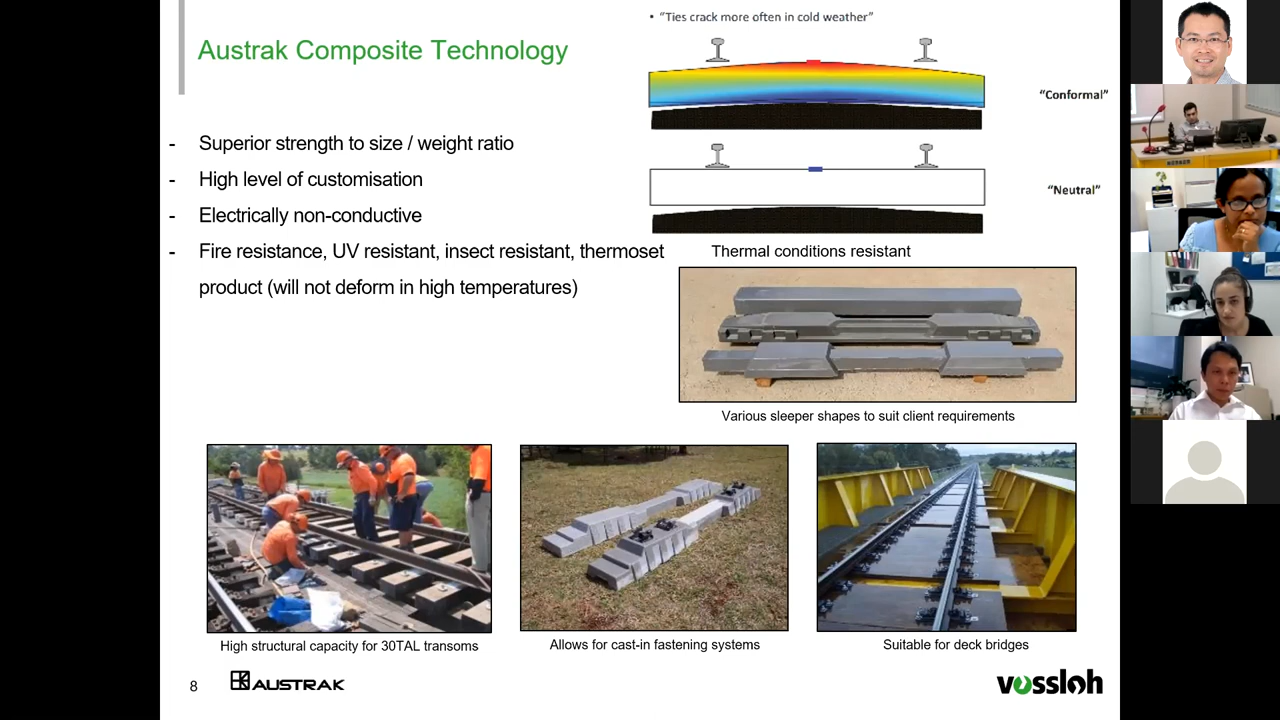 • “Ties crack more often in cold weather”
Austrak Composite Technology
“Conformal”
“Neutral”
- Superior strength to size / weight ratio
- High level of customisation
- Electrically non-conductive
- Fire resistance, UV resistant, insect resistant, thermoset
product (will not deform in high temperatures)
Thermal conditions resistant
Various sleeper shapes to suit client requirements
High structural capacity for 30TAL transoms
Allows for cast-in fastening systems
Suitable for deck bridges
8
AUSTRAK
vossloh